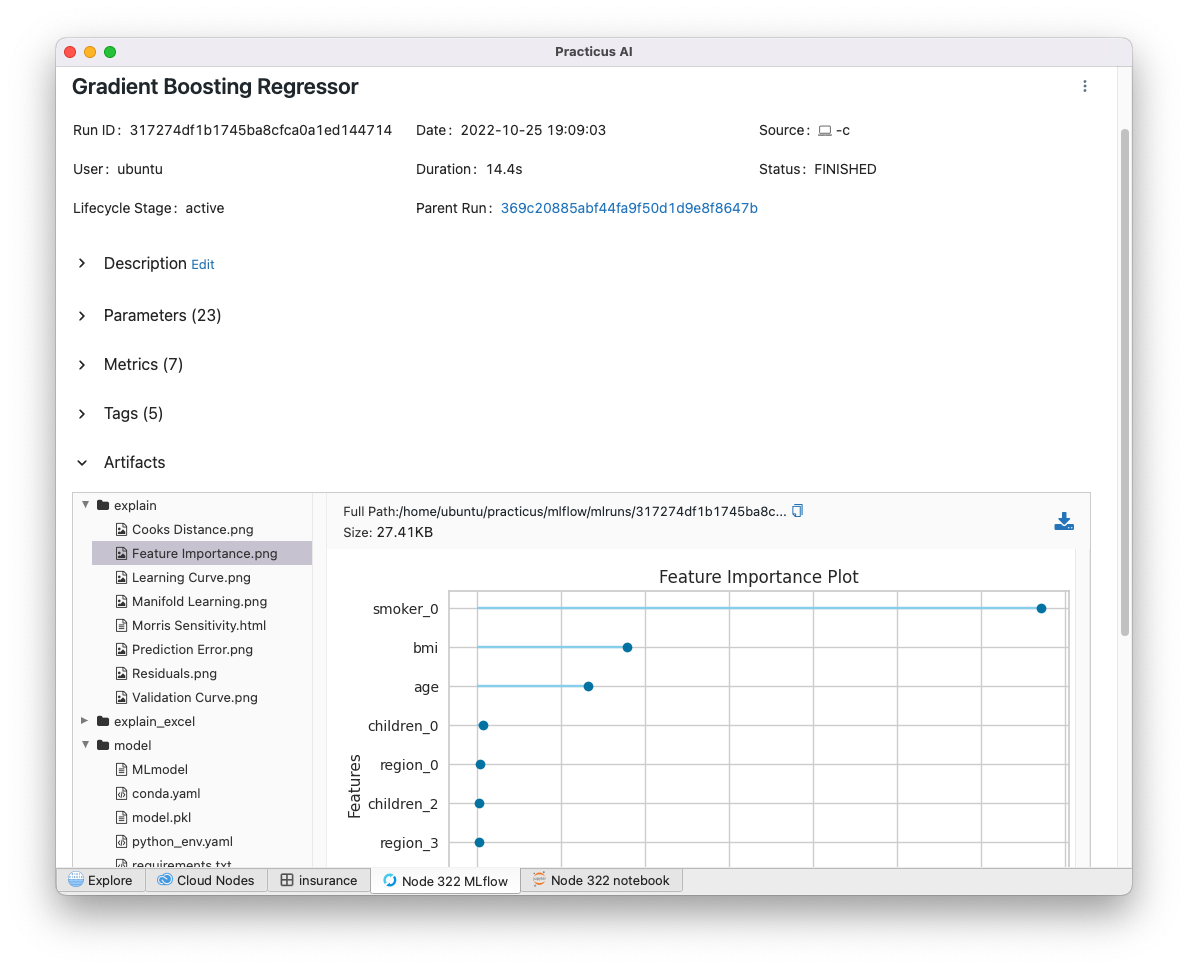 Practicus AI
Gradient Boosting Regressor
Run ID: 317274df1b1745ba8cfca0a1ed144714 Date: 2022-10-25 19:09:03 Source: -c
User: ubuntu Duration: 14.4s Status: FINISHED
Lifecycle Stage: active Parent Run: 369c20885abf44fa9f50d1d9e8f8647b
Description Edit
Parameters (23)
Metrics (7)
Tags (5)
Artifacts
explain
Cooks Distance.png
Feature Importance.png
Learning Curve.png
Manifold Learning.png
Morris Sensitivity.html
Prediction Error.png
Residuals.png
Validation Curve.png
explain_excel
model
MLmodel
conda.yaml
model.pkl
python_env.yaml
requirements.txt
Full Path:/home/ubuntu/practicus/mlflow/mlruns/317274df1b1745ba8c...
Size: 27.41KB
Feature Importance Plot
smoker_0
bmi
age
children_0
region_0
children_2
region_3
Features
Explore Cloud Nodes insurance Node 322 MLflow Node 322 notebook